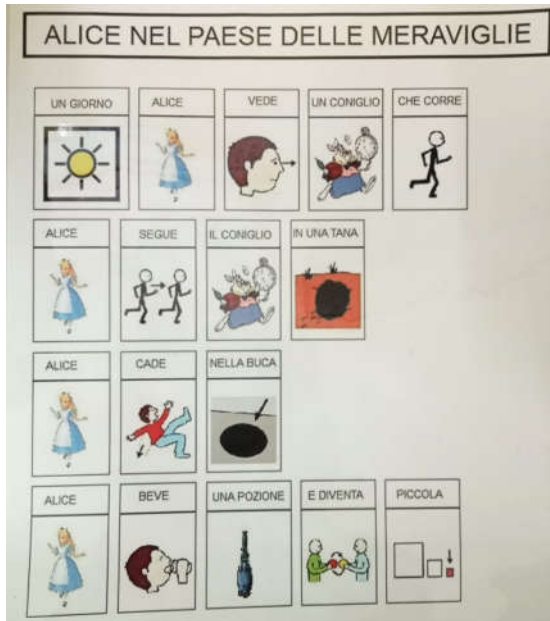 ALICE NEL PAESE DELLE MERAVIGLIE
UN GIORNO ALICE VEDE UN CONIGLIO CHE CORRE
ALICE SEGUE IL CONIGLIO IN UNA TANA
ALICE CADE NELLA BUCA
ALICE BEVE UNA POZIONE E DIVENTA PICCOLA